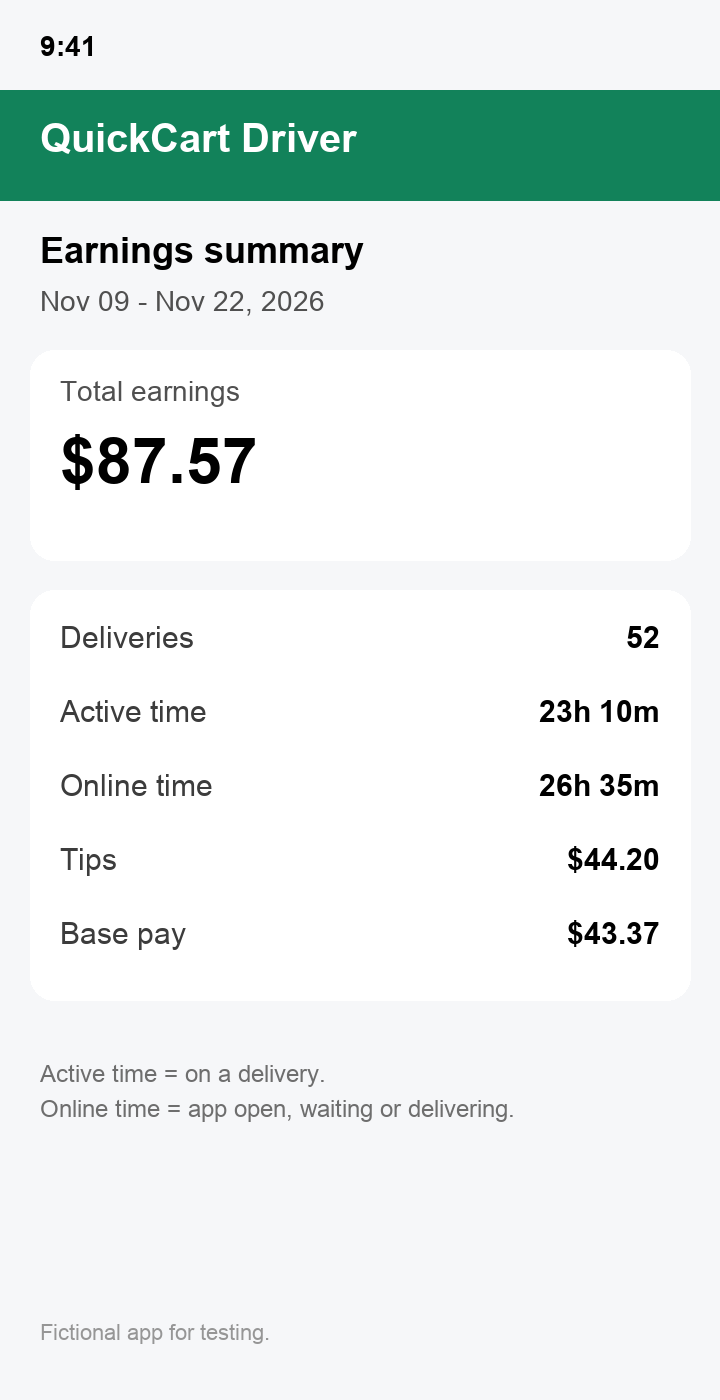 9:41
QuickCart Driver
Earnings summary
Nov 09 - Nov 22, 2026
Total earnings
$87.57
Deliveries 52
Active time 23h 10m
Online time 26h 35m
Tips $44.20
Base pay $43.37
Active time = on a delivery.
Online time = app open, waiting or delivering.
Fictional app for testing.